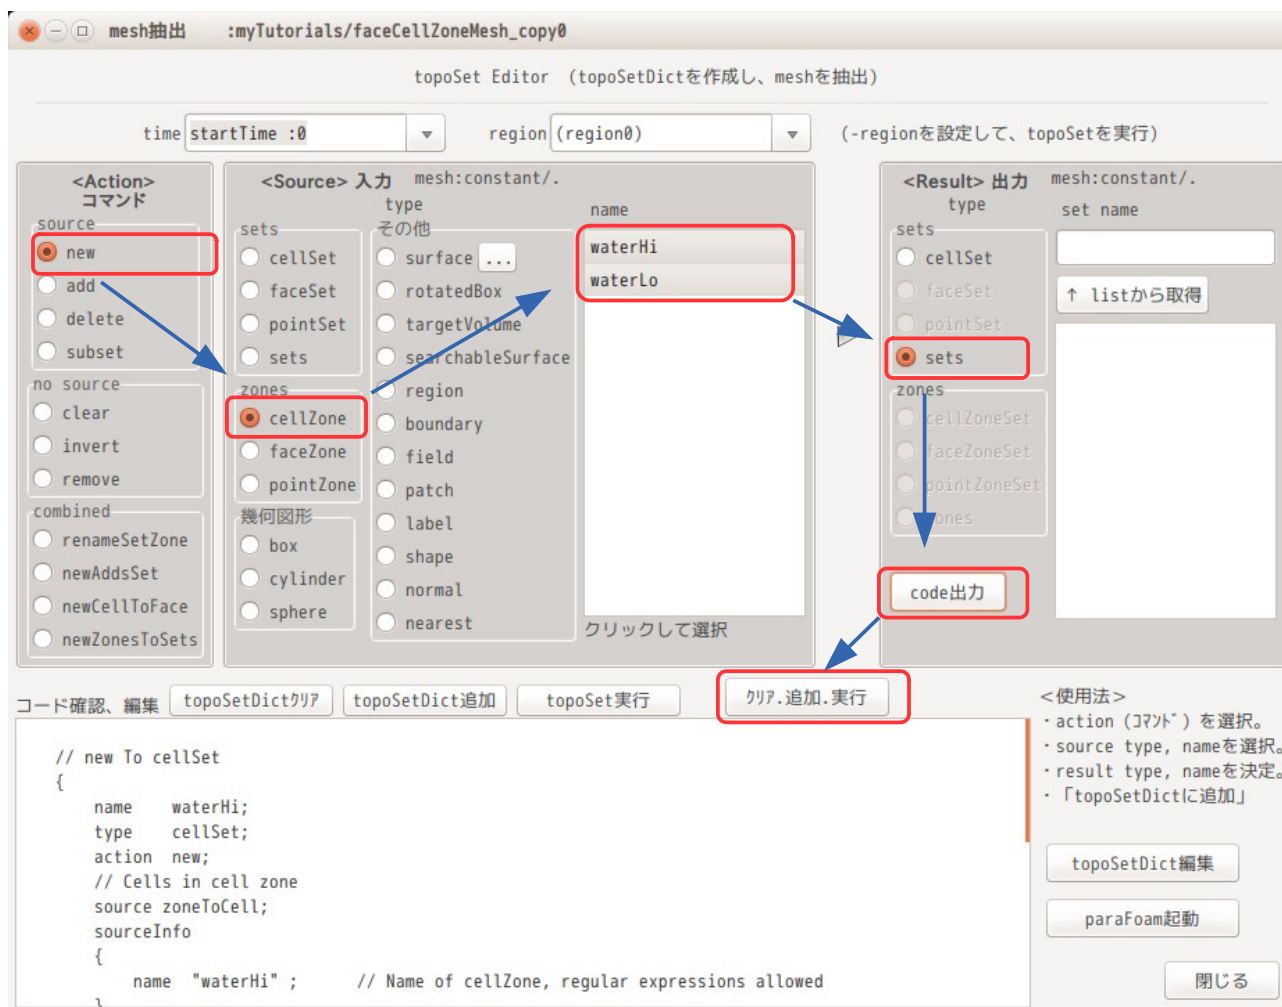 mesh抽出 :myTutorials/faceCellZoneMesh_copy0
topoSet Editor (topoSetDictを作成し、meshを抽出)
time startTime :0 region (region0) (-regionを設定して、topoSetを実行)
<Action>
コマンド
source
new
add
delete
subset
no source
clear
invert
remove
combined
renameSetZone
newAddsSet
newCellToFace
newZonesToSets
<Source> 入力 mesh:constant/.
type
sets
cellSet
faceSet
pointSet
sets
zones
cellZone
faceZone
pointZone
幾何図形
box
cylinder
sphere
その他
surface ...
rotatedBox
targetVolume
searchableSurface
region
boundary
field
patch
label
shape
normal
nearest
name
waterHi
waterLo
クリックして選択
<Result> 出力 mesh:constant/.
type
sets
cellSet
faceSet
pointSet
sets
zones
cellZoneSet
faceZoneSet
pointZoneSet
zones
code出力
set name
↑ listから取得
コード確認、編集 topoSetDictクリア topoSetDict追加 topoSet実行 クリア.追加.実行
// new To cellSet
{
name waterHi;
type cellSet;
action new;
// Cells in cell zone
source zoneToCell;
sourceInfo
{
name "waterHi" ; // Name of cellZone, regular expressions allowed
}
<使用法>
・action (コマンド) を選択。
・source type, nameを選択。
・result type, nameを決定。
・「topoSetDictに追加」
topoSetDict編集
paraFoam起動
閉じる